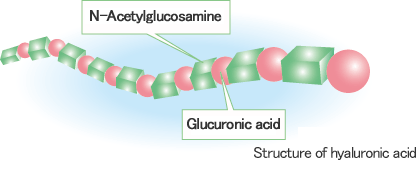 N-Acetylglucosamine
Glucuronic acid
Structure of hyaluronic acid